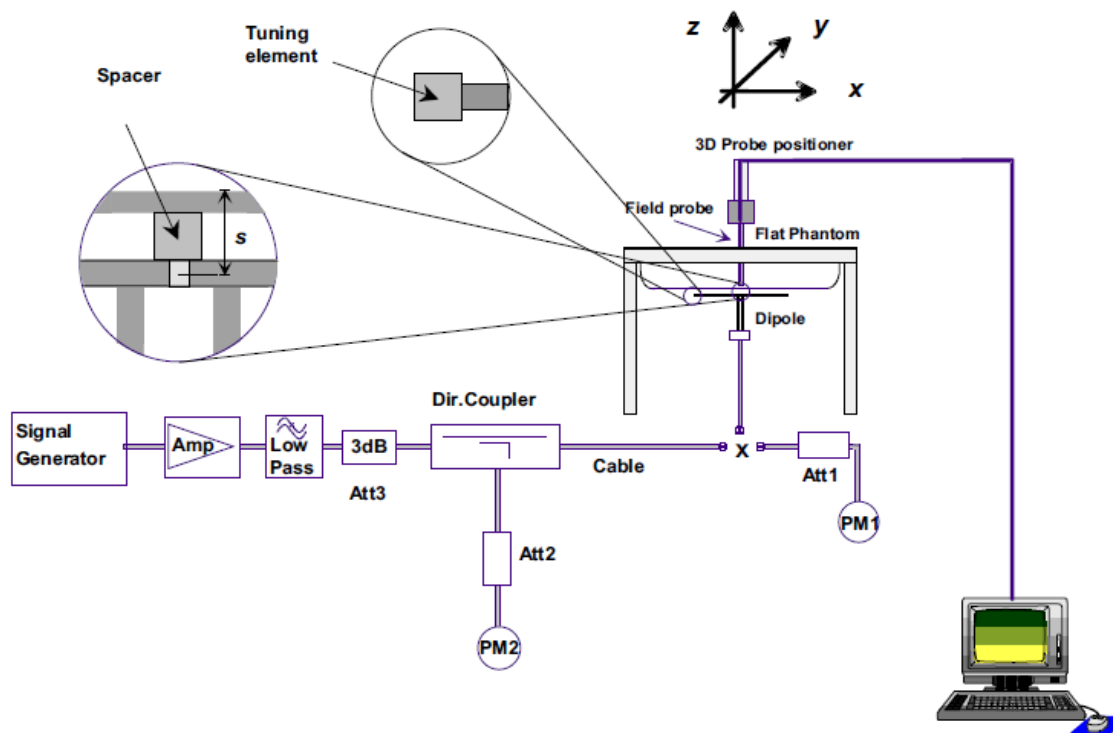 Tuning
element
z
y
x
Spacer
s
3D Probe positioner
Field probe
Flat Phantom
Dipole
Dir.Coupler
Signal
Generator
Amp
Low
Pass
3dB
Att3
Cable
X
Att1
PM1
Att2
PM2